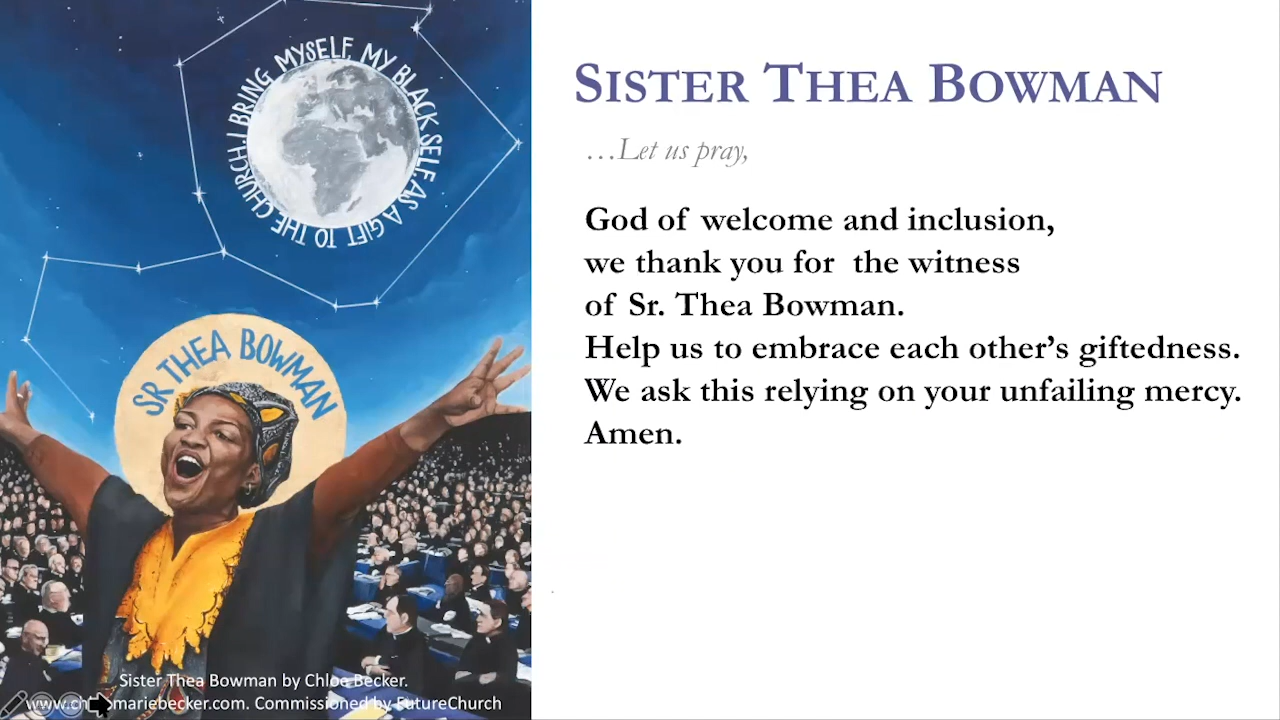 I BRING MYSELF, MY BLACK SELF, AS A GIFT TO THE CHURCH.
SR THEA BOWMAN
Sister Thea Bowman by Chloe Becker.
Commissioned by FutureChurch
SISTER THEA BOWMAN
…Let us pray,
God of welcome and inclusion,
we thank you for the witness
of Sr. Thea Bowman.
Help us to embrace each other’s giftedness.
We ask this relying on your unfailing mercy.
Amen.